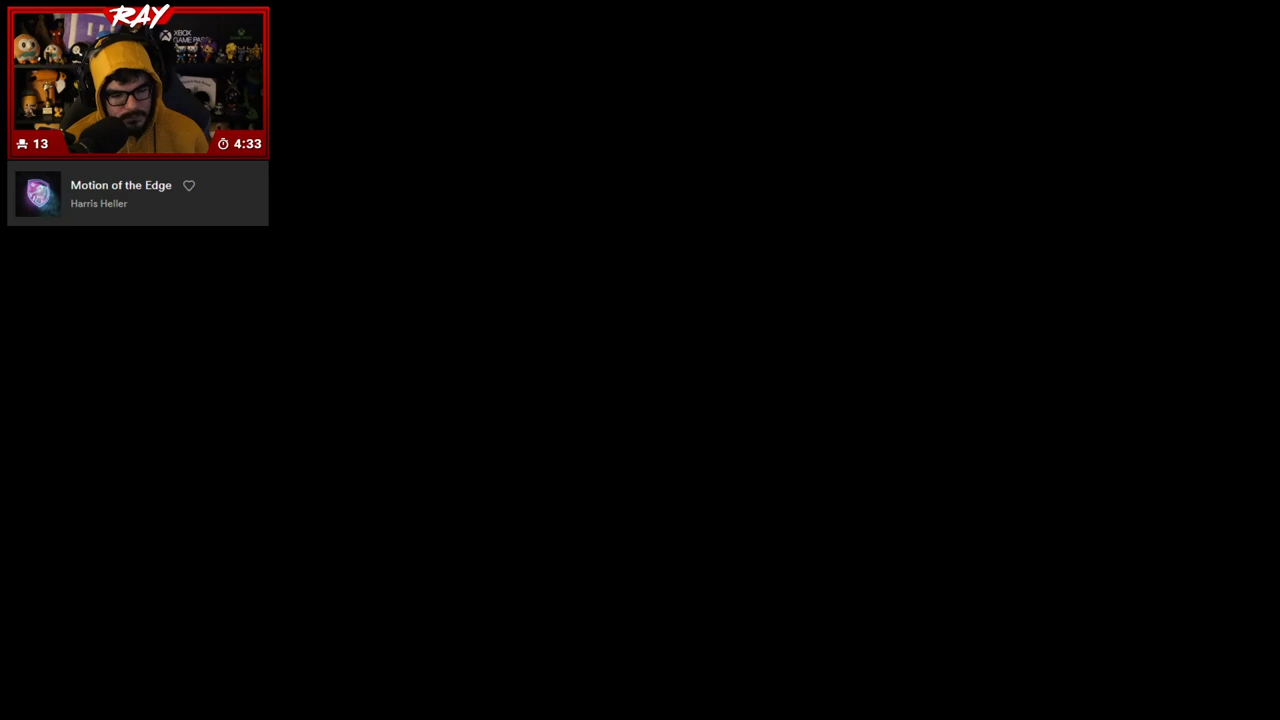 RAY
XBOX
GAME PASS
13
4:33
Motion of the Edge
Harris Heller